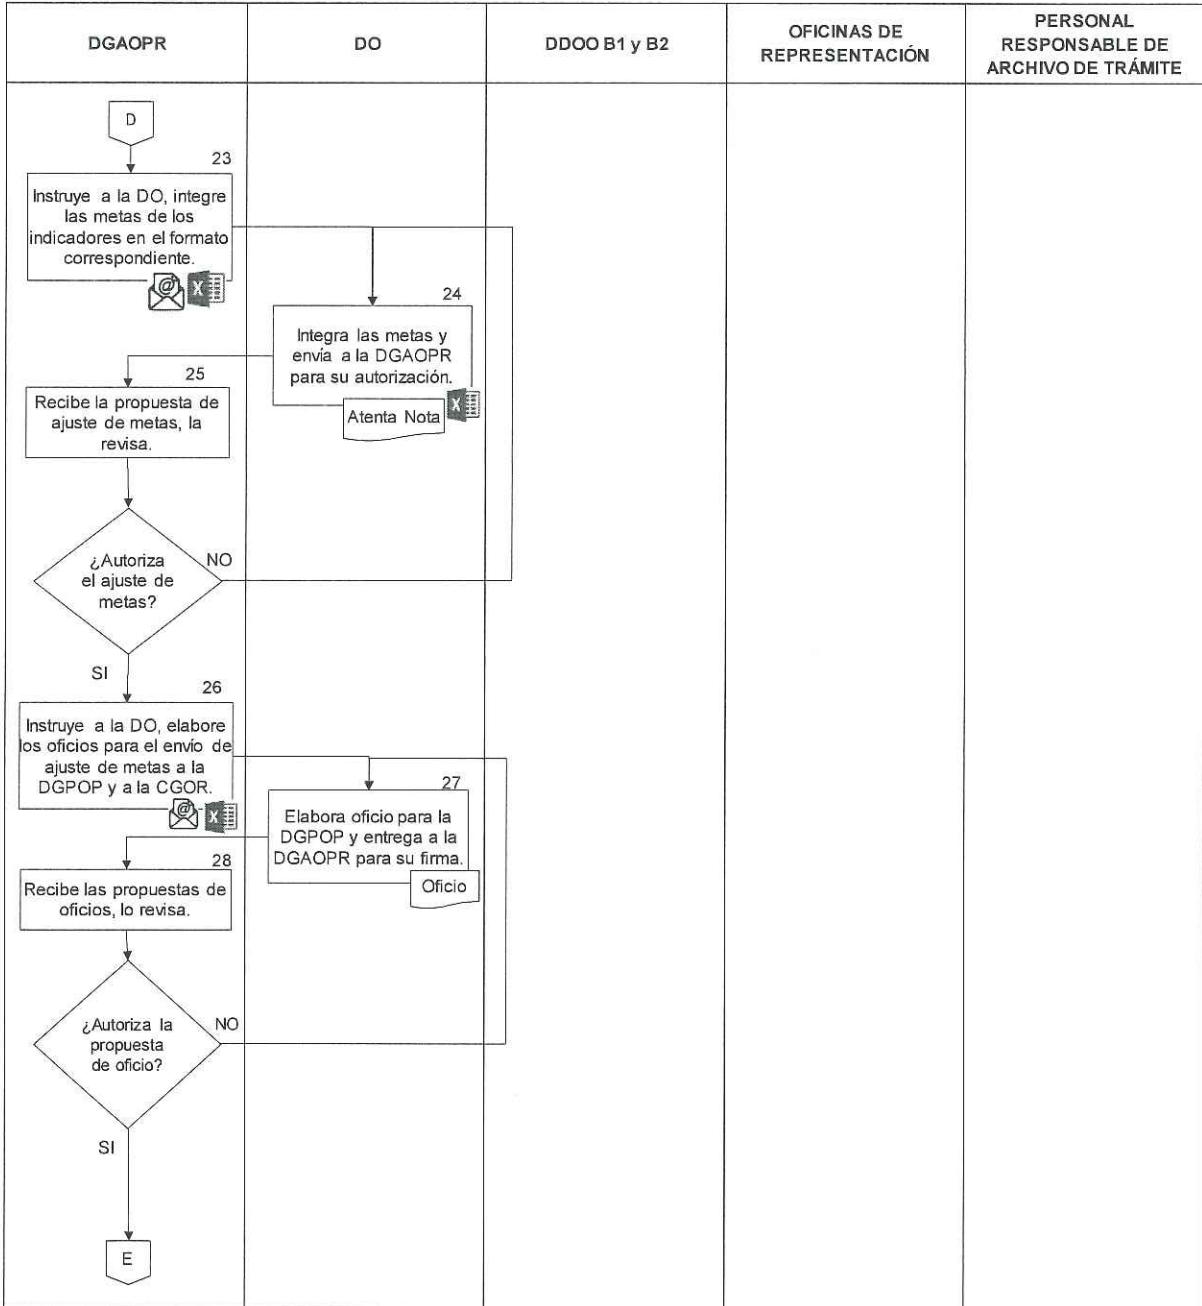 DGAOPR
DO
DDOO B1 y B2
OFICINAS DE
REPRESENTACIÓN
PERSONAL
RESPONSABLE DE
ARCHIVO DE TRÁMITE
D
23
Instruye a la DO, integre
las metas de los
indicadores en el formato
correspondiente.
@
X
24
Integra las metas y
envía a la DGAOPR
para su autorización.
X
Atenta Nota
25
Recibe la propuesta de
ajuste de metas, la
revisa.
¿Autoriza
el ajuste de
metas?
NO
SI
26
Instruye a la DO, elabore
los oficios para el envío de
ajuste de metas a la
DGPOP y a la CGOR.
@
X
27
Elabora oficio para la
DGPOP y entrega a la
DGAOPR para su firma.
Oficio
28
Recibe las propuestas de
oficios, lo revisa.
¿Autoriza la
propuesta
de oficio?
NO
SI
E